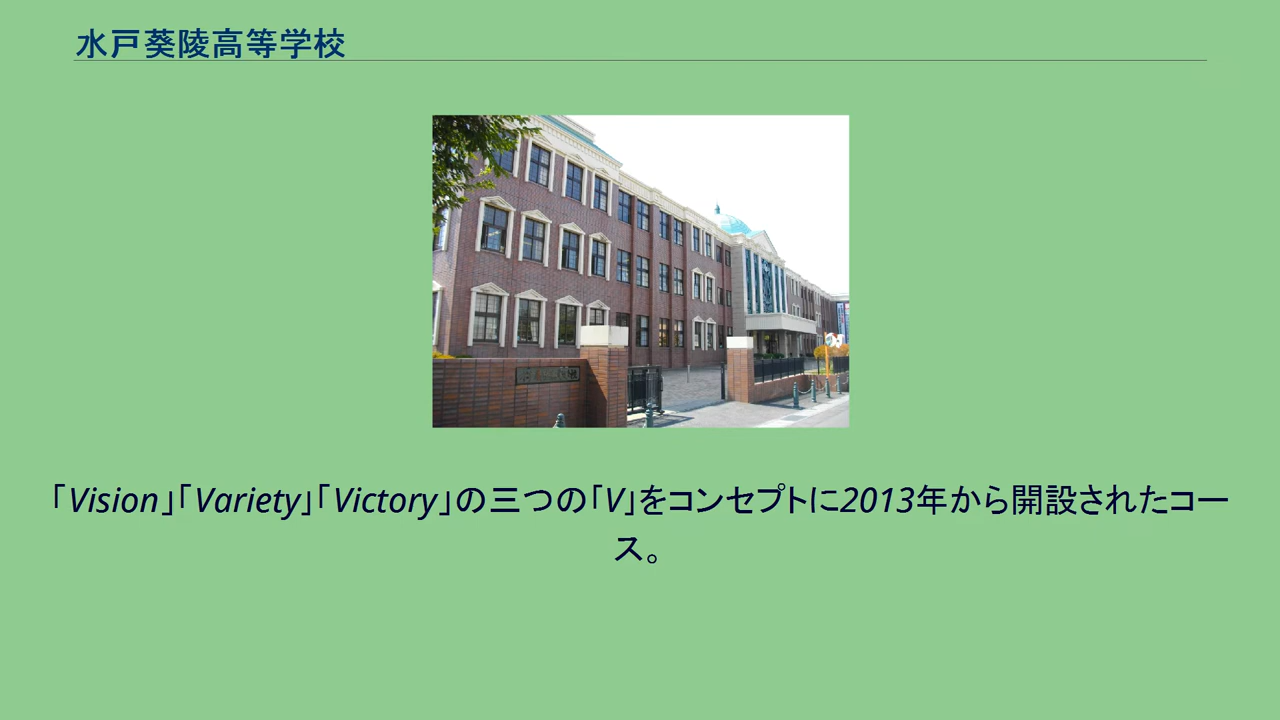 水戸葵陵高等学校
「Vision」「Variety」「Victory」の三つの「V」をコンセプトに2013年から開設されたコー
ス。